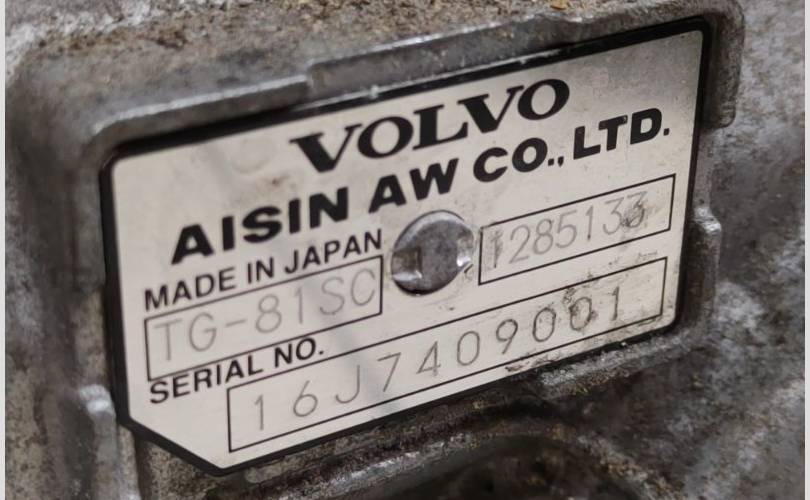 VOLVO
AISIN AW CO., LTD.
MADE IN JAPAN
TG-81SC
1285133
SERIAL NO.
16J7409001